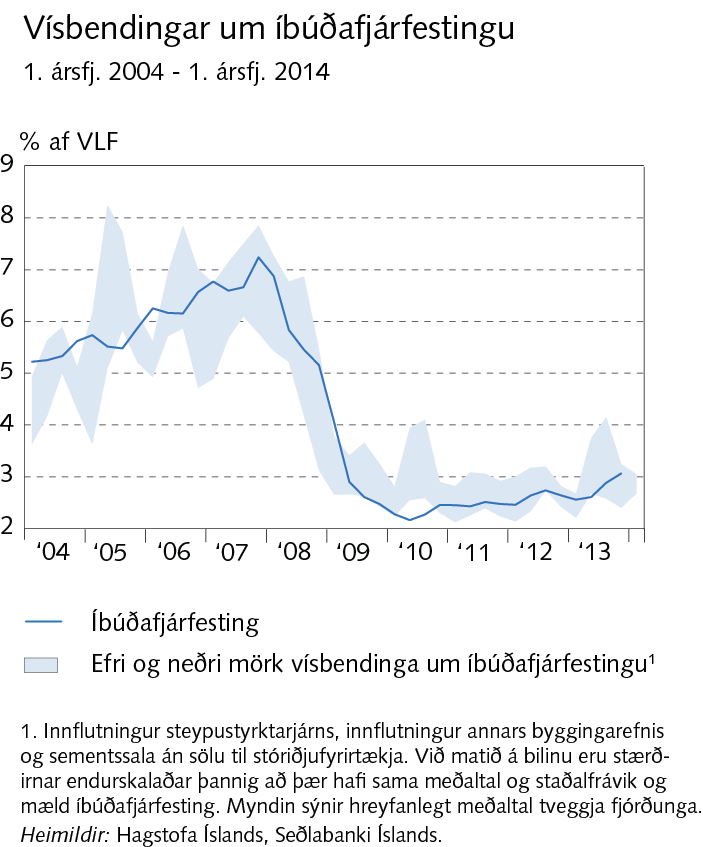 Vísbendingar um íbúðafjárfestingu
1. ársfj. 2004 - 1. ársfj. 2014
% af VLF
9
8
7
6
5
4
3
2
‘04 ‘05 ‘06 ‘07 ‘08 ‘09 ‘10 ‘11 ‘12 ‘13
Íbúðafjárfesting
Efri og neðri mörk vísbendinga um íbúðafjárfestingu¹
1. Innflutningur steypustyrktarjárns, innflutningur annars byggingarefnis
og sementssala án sölu til stóriðjufyrirtækja. Við matið á bilinu eru stærð-
irnar endurskalaðar þannig að þær hafi sama meðaltal og staðalfrávik og
mæld íbúðafjárfesting. Myndin sýnir hreyfanlegt meðaltal tveggja fjórðunga.
Heimildir: Hagstofa Íslands, Seðlabanki Íslands.